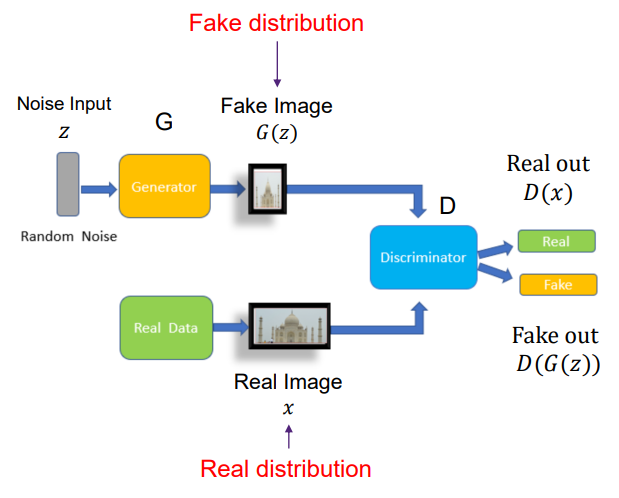 Fake distribution
Noise Input
z
G
Fake Image
G(z)
Generator
Random Noise
Real out
D(x)
D
Discriminator
Real
Fake
Real Data
Fake out
D(G(z))
Real Image
x
Real distribution